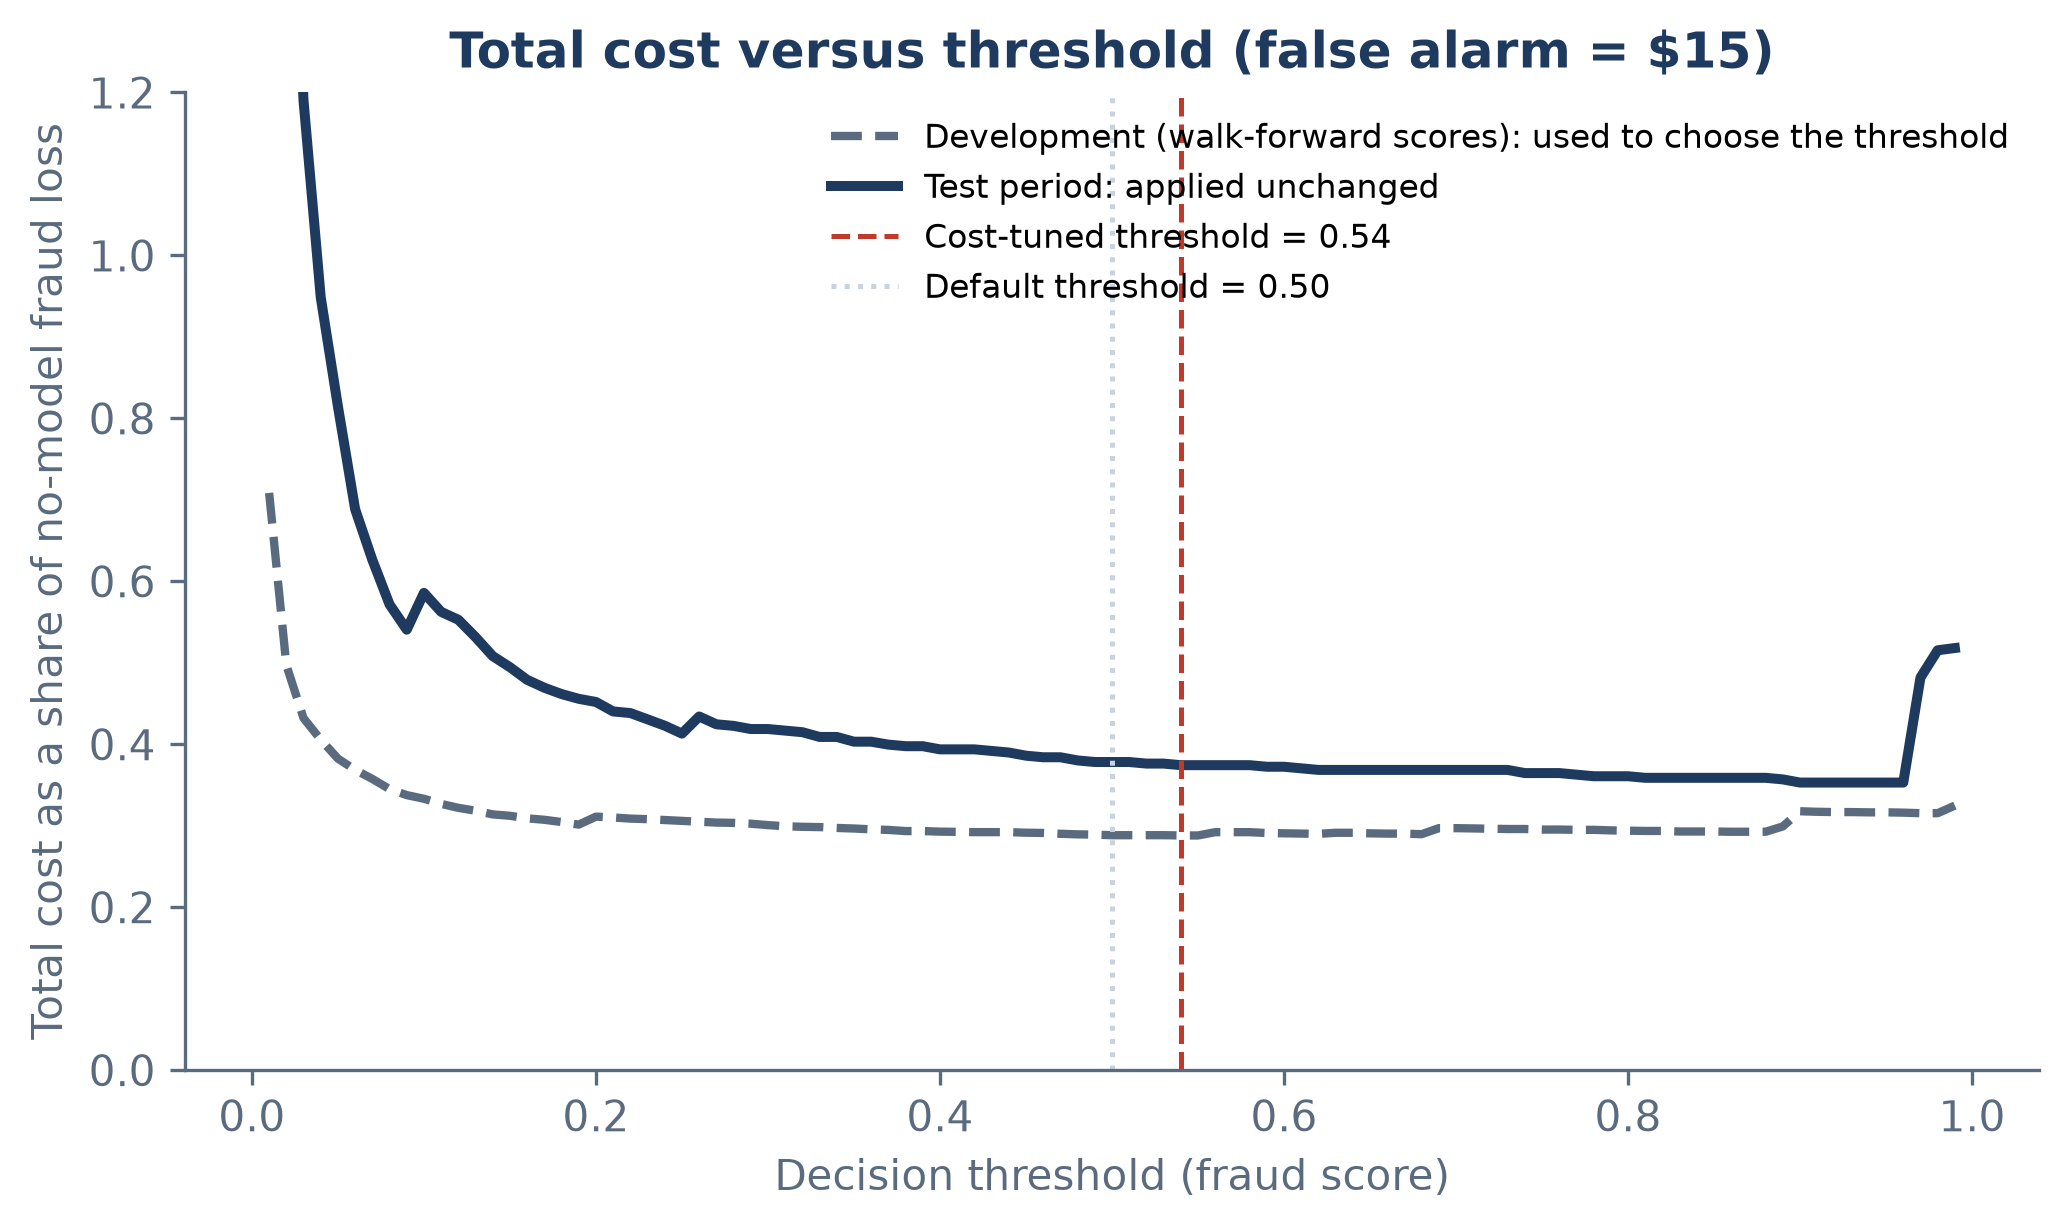 Total cost versus threshold (false alarm = $15)
Total cost as a share of no-model fraud loss
1.2
1.0
0.8
0.6
0.4
0.2
0.0
Development (walk-forward scores): used to choose the threshold
Test period: applied unchanged
Cost-tuned threshold = 0.54
Default threshold = 0.50
0.0 0.2 0.4 0.6 0.8 1.0
Decision threshold (fraud score)